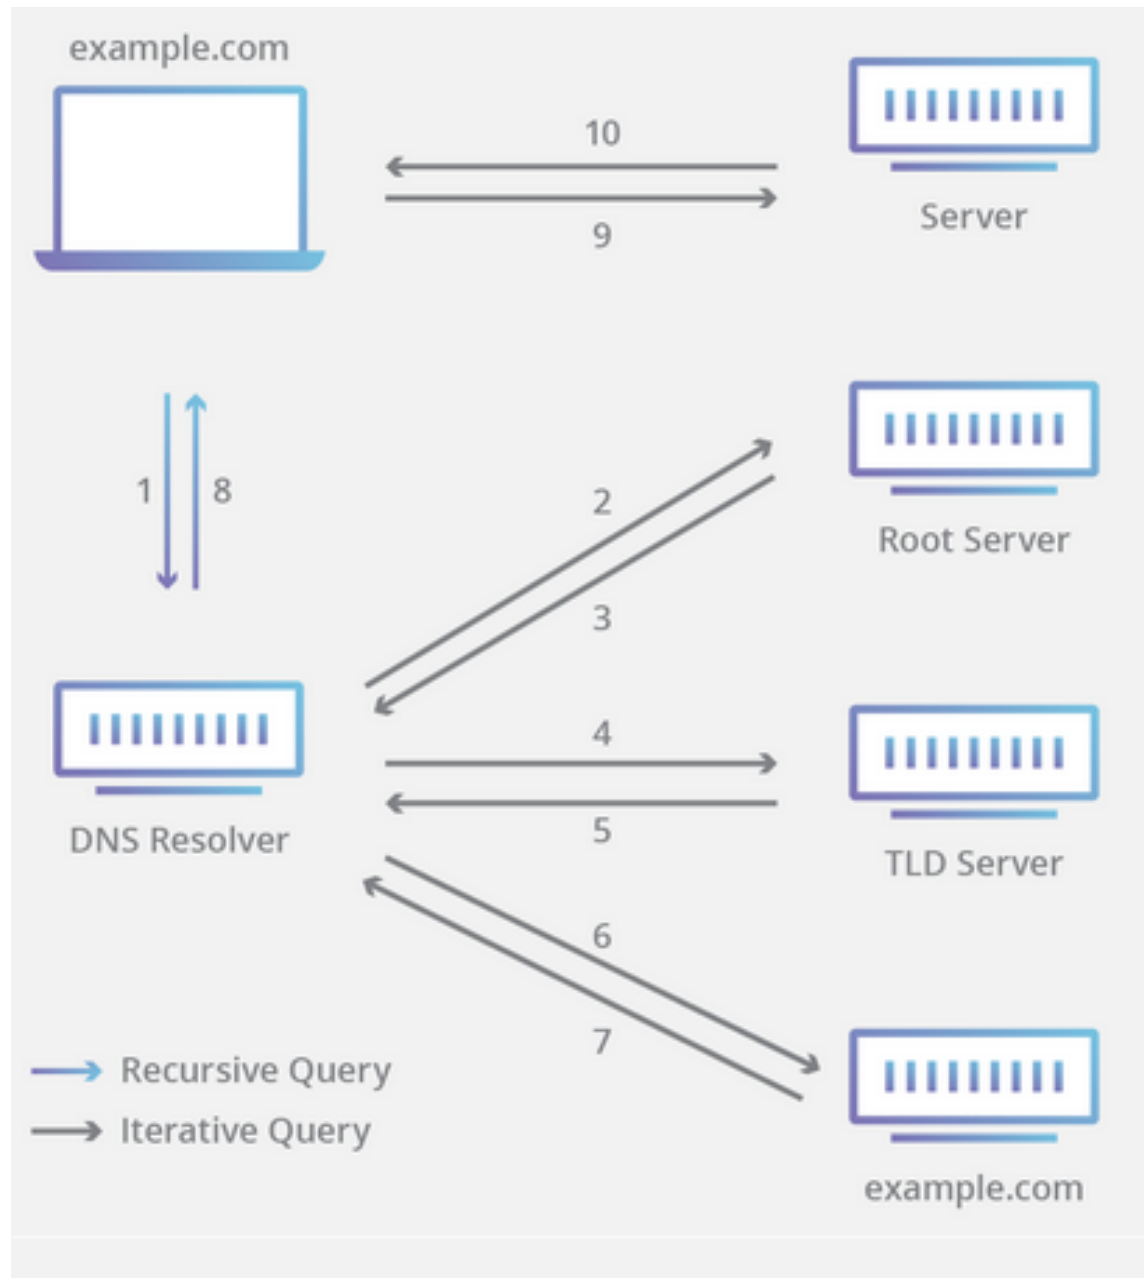 example.com
10
9
Server
1
8
2
3
Root Server
4
5
DNS Resolver
TLD Server
6
7
Recursive Query
Iterative Query
example.com